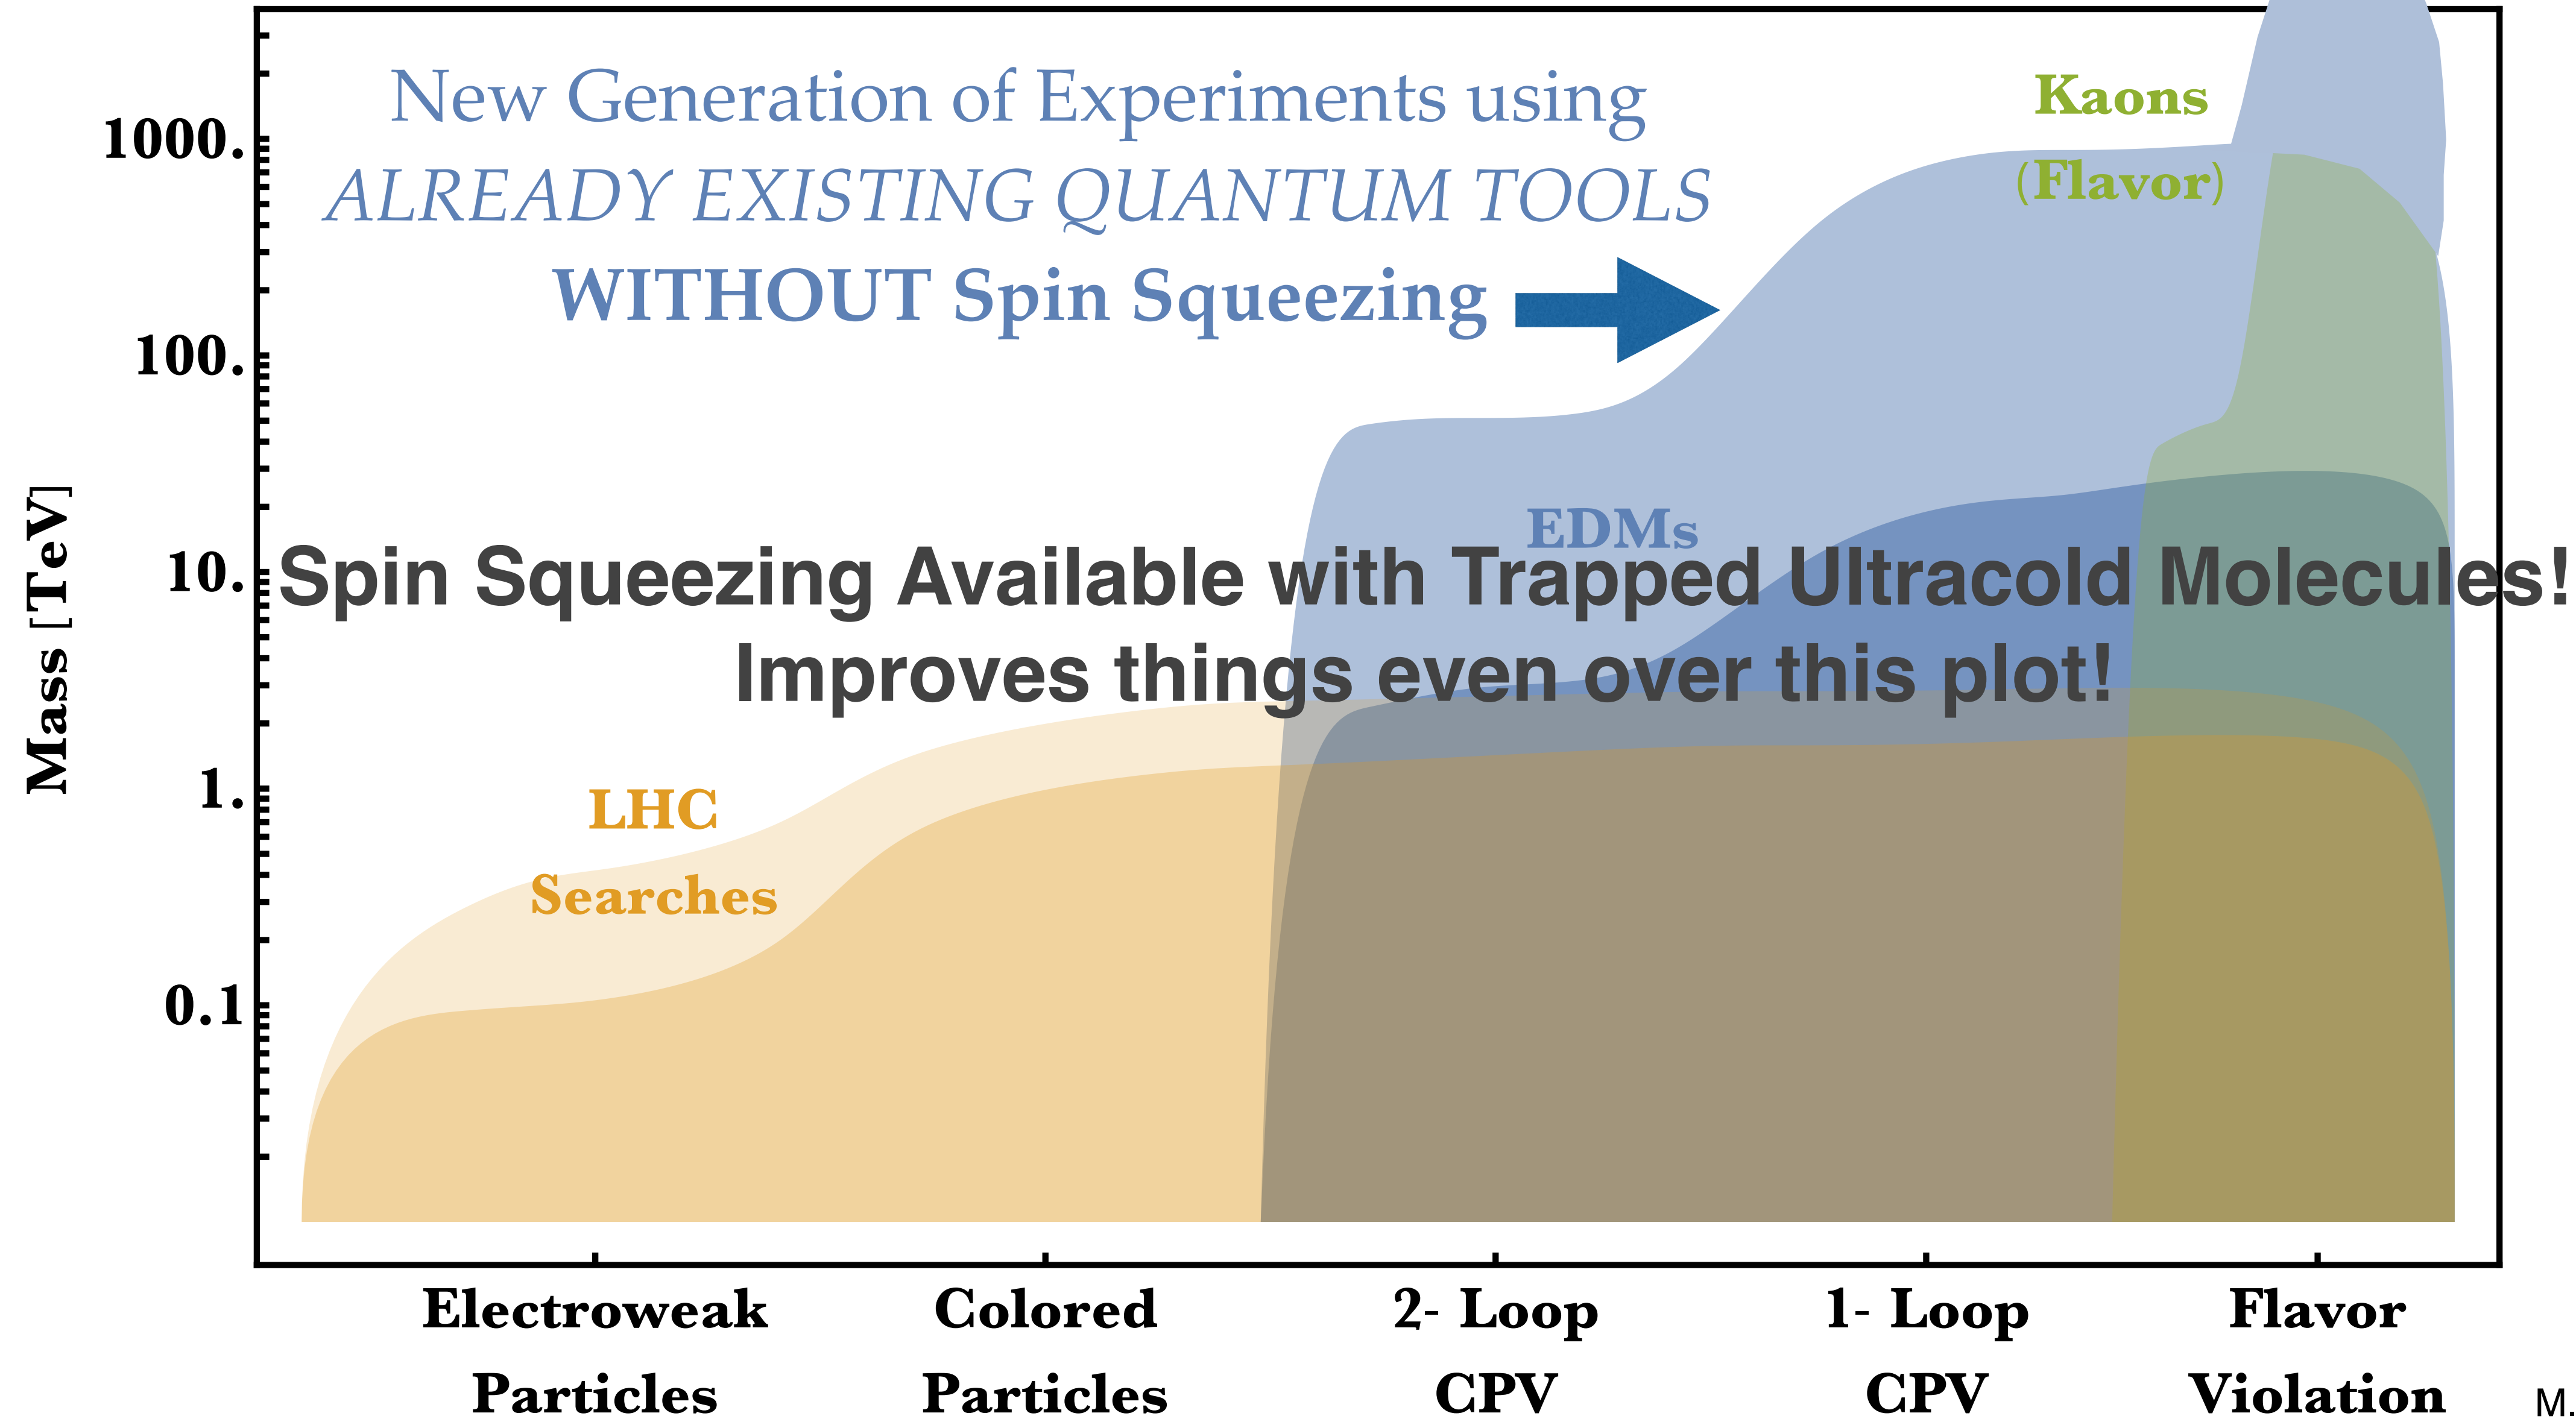 New Generation of Experiments using
ALREADY EXISTING QUANTUM TOOLS
WITHOUT Spin Squeezing
Kaons
(Flavor)
1000.
100.
10.
1.
0.1
Mass [TeV]
EDMs
Spin Squeezing Available with Trapped Ultracold Molecules!
Improves things even over this plot!
LHC
Searches
Electroweak
Particles
Colored
Particles
2- Loop
CPV
1- Loop
CPV
Flavor
Violation
M.